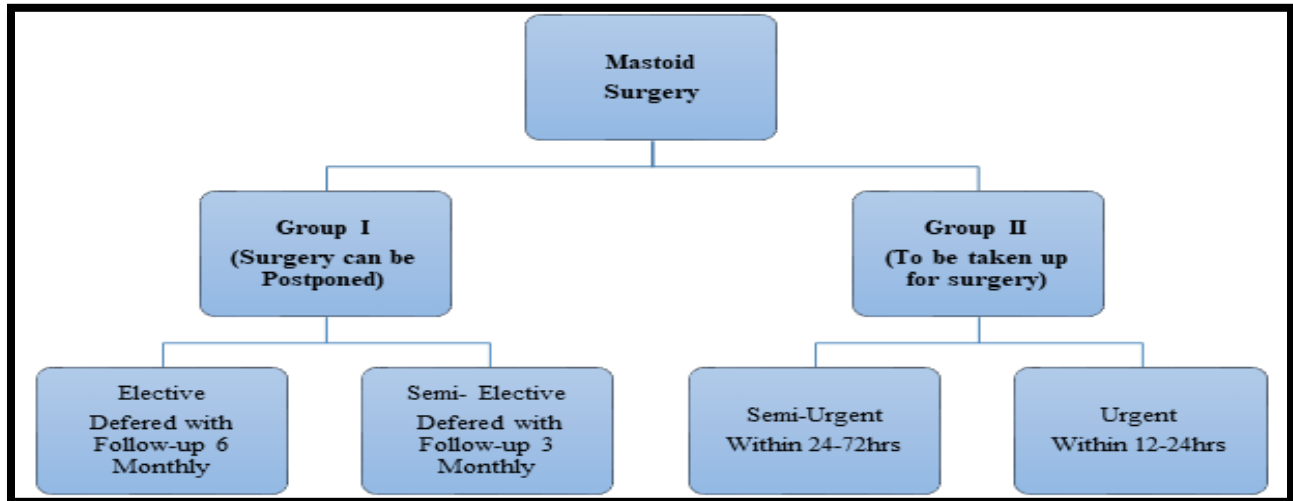 Mastoid
Surgery
Group I
(Surgery can be
Postponed)
Group II
(To be taken up
for surgery)
Elective
Defered with
Follow-up 6
Monthly
Semi- Elective
Defered with
Follow-up 3
Monthly
Semi-Urgent
Within 24-72hrs
Urgent
Within 12-24hrs